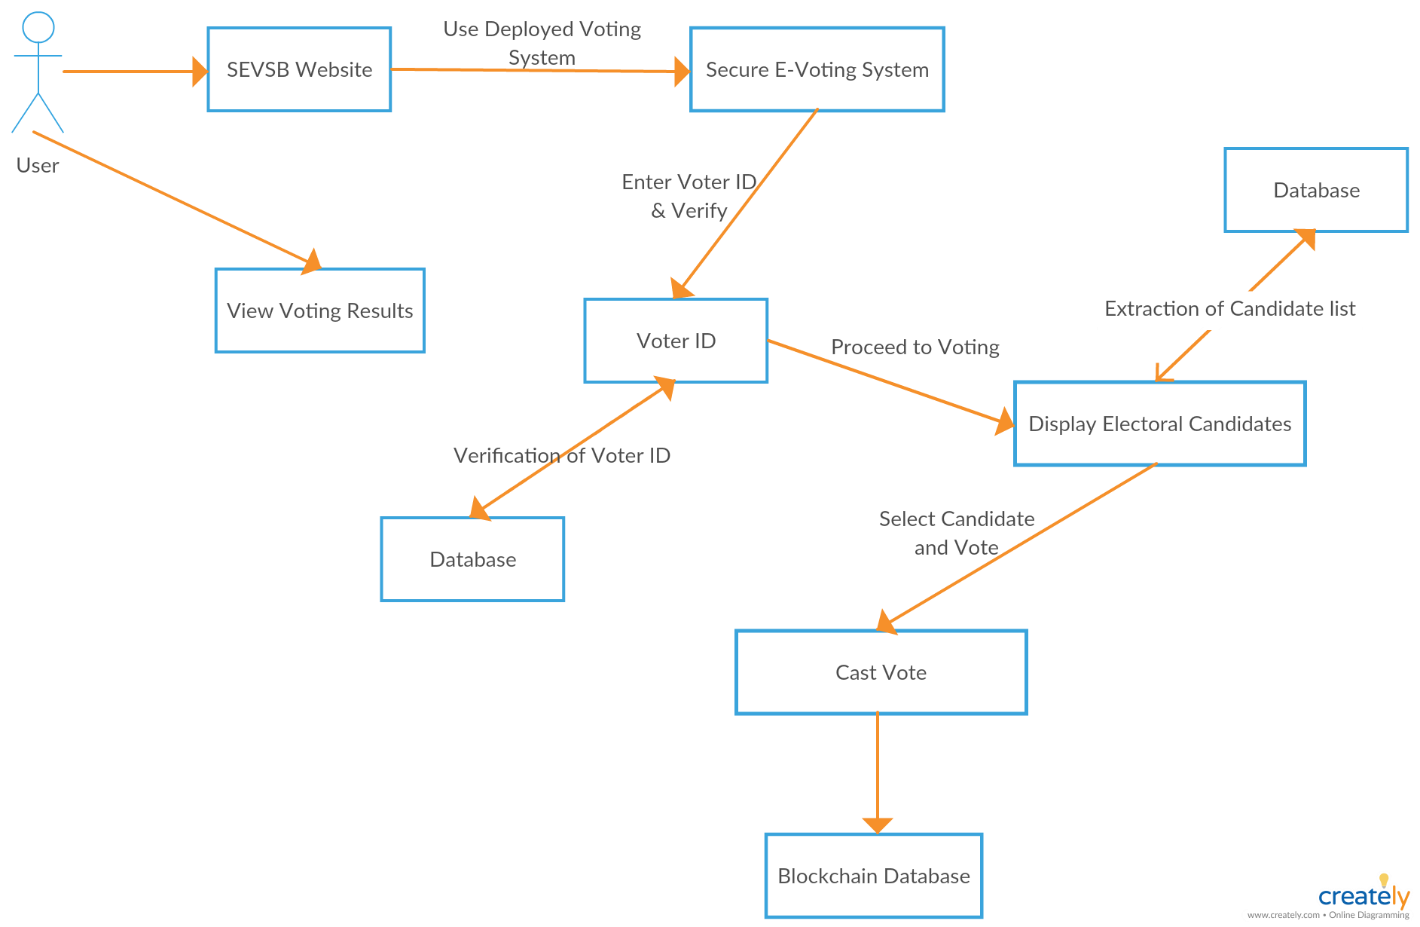 Use Deployed Voting
System
SEVSB Website
Secure E-Voting System
User
Enter Voter ID
& Verify
Database
View Voting Results
Extraction of Candidate list
Voter ID
Proceed to Voting
Display Electoral Candidates
Verification of Voter ID
Database
Select Candidate
and Vote
Cast Vote
Blockchain Database
creately
www.creately.com • Online Diagramming